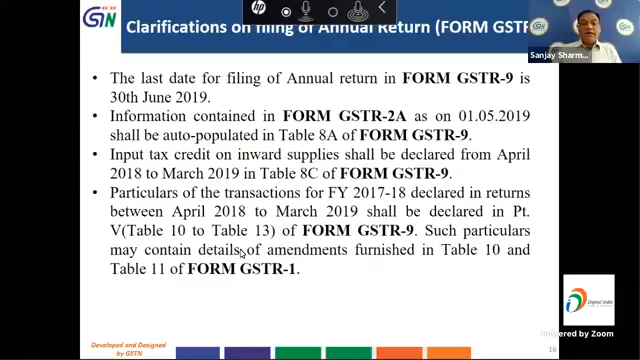 GSTN
Clarifications on filing of Annual Return (FORM GSTR
hp
Sanjay Sharm...
• The last date for filing of Annual return in FORM GSTR-9 is
30th June 2019.
• Information contained in FORM GSTR-2A as on 01.05.2019
shall be auto-populated in Table 8A of FORM GSTR-9.
• Input tax credit on inward supplies shall be declared from April
2018 to March 2019 in Table 8C of FORM GSTR-9.
• Particulars of the transactions for FY 2017-18 declared in returns
between April 2018 to March 2019 shall be declared in Pt.
V(Table 10 to Table 13) of FORM GSTR-9. Such particulars
may contain details of amendments furnished in Table 10 and
Table 11 of FORM GSTR-1.
Digital India
Powered by Zoom
Developed and Designed
by GSTN
16